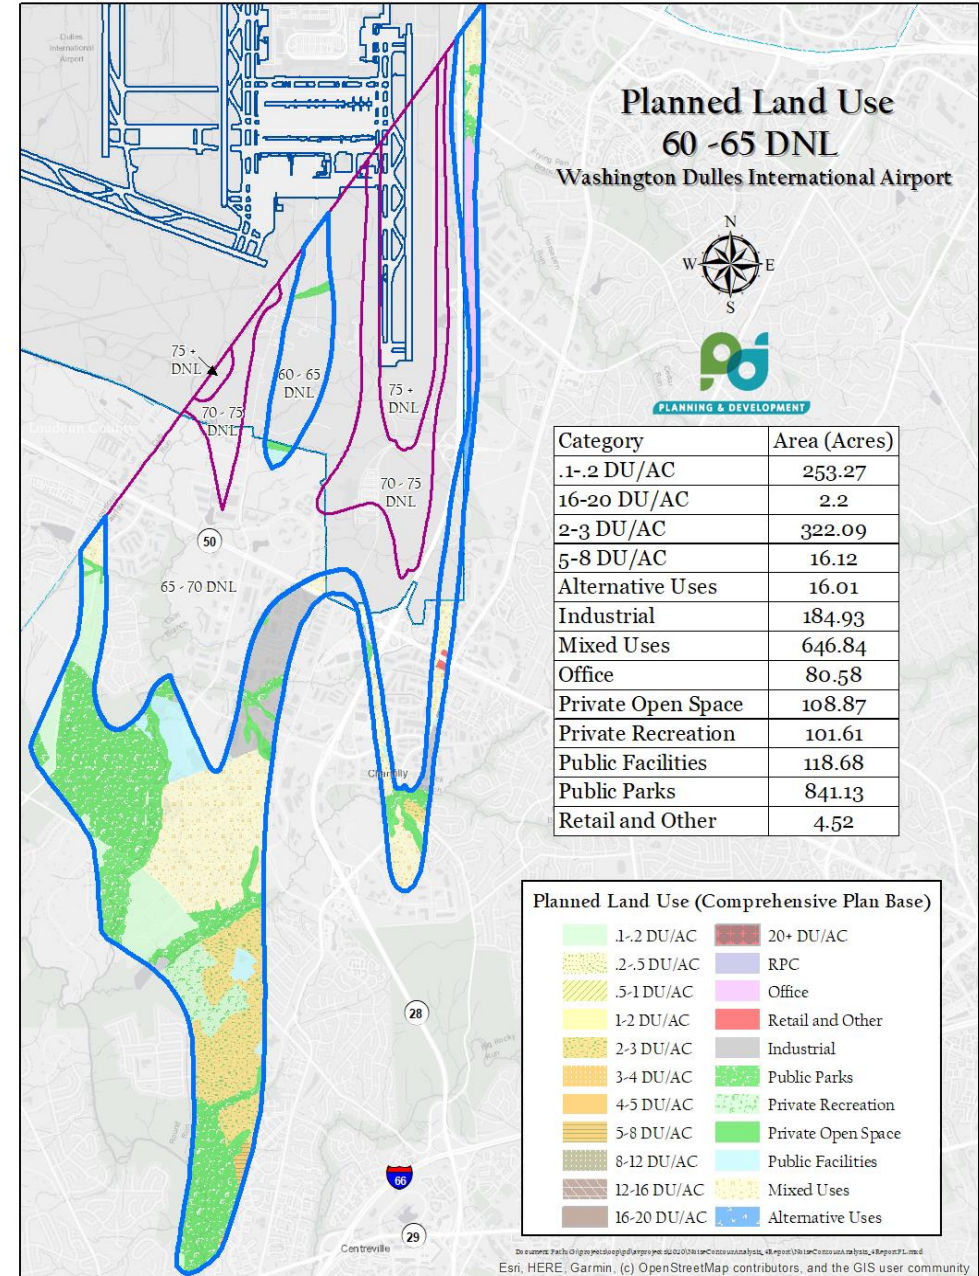 Dulles
International
Airport
Planned Land Use
60 -65 DNL
Washington Dulles International Airport
N
W E
S
PLANNING & DEVELOPMENT
75 +
DNL
70 - 75
DNL
60 - 65
DNL
75 +
DNL
70 - 75
DNL
Loudoun County
50
65 - 70 DNL
Chantilly
28
66
29
Centreville
Category Area (Acres)
.1-.2 DU/AC 253.27
16-20 DU/AC 2.2
2-3 DU/AC 322.09
5-8 DU/AC 16.12
Alternative Uses 16.01
Industrial 184.93
Mixed Uses 646.84
Office 80.58
Private Open Space 108.87
Private Recreation 101.61
Public Facilities 118.68
Public Parks 841.13
Retail and Other 4.52
Planned Land Use (Comprehensive Plan Base)
.1-.2 DU/AC 20+ DU/AC
.2-.5 DU/AC RPC
.5-1 DU/AC Office
1-2 DU/AC Retail and Other
2-3 DU/AC Industrial
3-4 DU/AC Public Parks
4-5 DU/AC Private Recreation
5-8 DU/AC Private Open Space
8-12 DU/AC Public Facilities
12-16 DU/AC Mixed Uses
16-20 DU/AC Alternative Uses
Esri, HERE, Garmin, (c) OpenStreetMap contributors, and the GIS user community